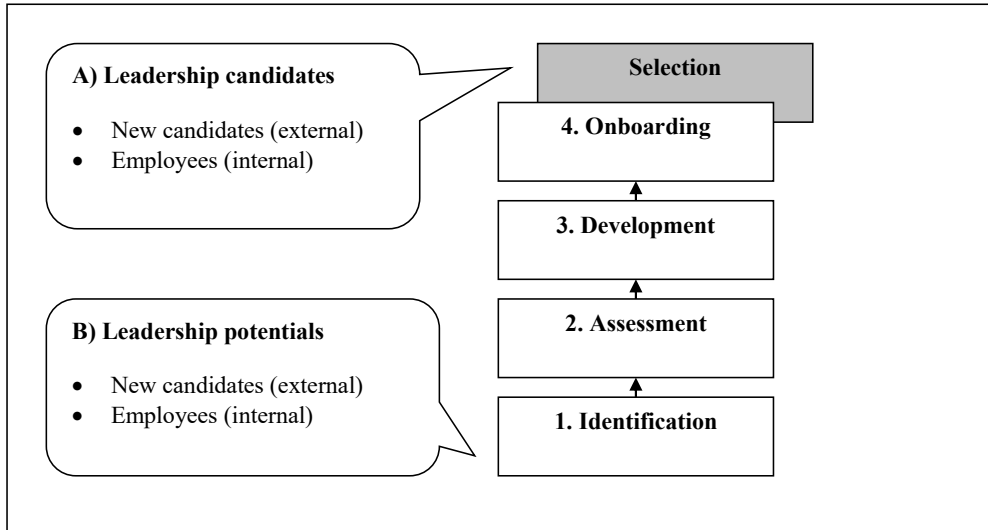 A) Leadership candidates
• New candidates (external)
• Employees (internal)
Selection
4. Onboarding
3. Development
B) Leadership potentials
• New candidates (external)
• Employees (internal)
2. Assessment
1. Identification